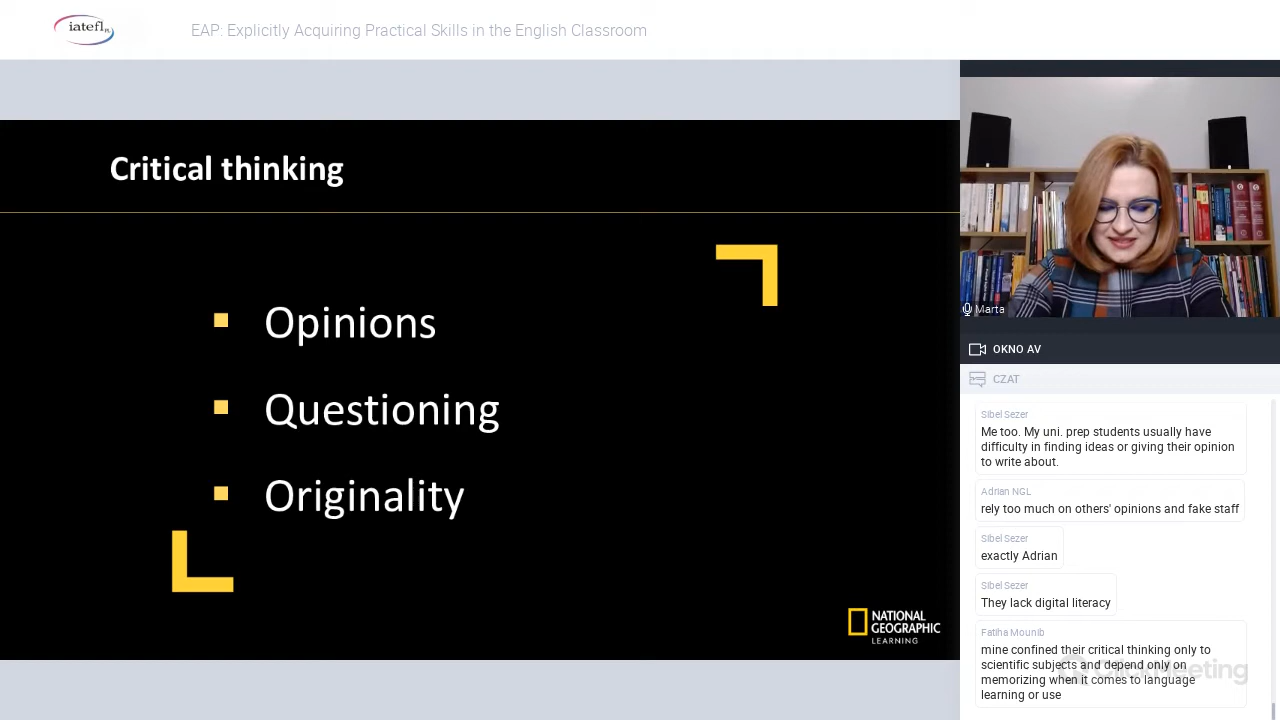 iatefl PL
EAP: Explicitly Acquiring Practical Skills in the English Classroom
Critical thinking
Opinions
Questioning
Originality
NATIONAL
GEOGRAPHIC
LEARNING
Marta
OKNO AV
CZAT
Sibel Sezer
Me too. My uni. prep students usually have
difficulty in finding ideas or giving their opinion
to write about.
Adrian NGL
rely too much on others' opinions and fake staff
Sibel Sezer
exactly Adrian
Sibel Sezer
They lack digital literacy
Fatiha Mounib
mine confined their critical thinking only to
scientific subjects and depend only on
memorizing when it comes to language
learning or use
ClickMeeting